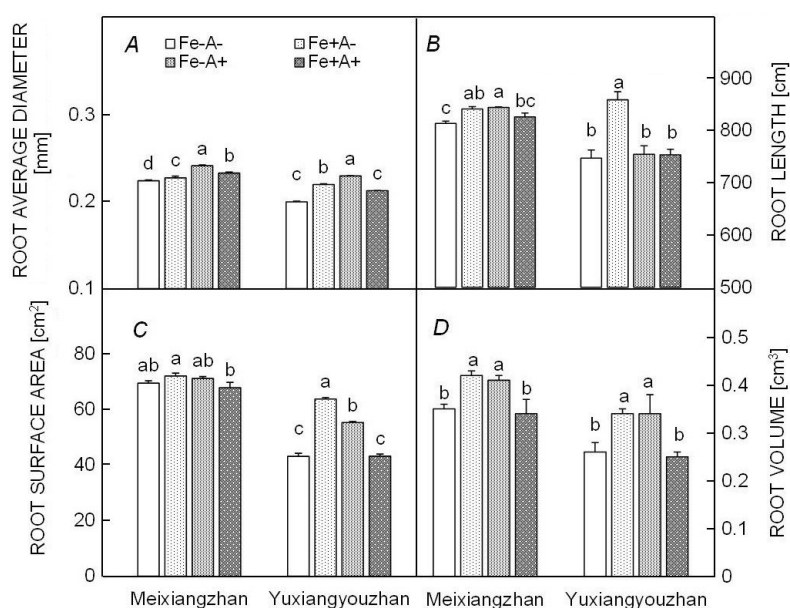 A
Fe-A-
Fe+A-
Fe-A+
Fe+A+
ROOT AVERAGE DIAMETER
[mm]
0.3
0.2
0.1
d c a b
c b a c
B
ROOT LENGTH [cm]
900
800
700
600
500
c ab a bc
b a b b
C
ROOT SURFACE AREA [cm²]
80
60
40
20
0
ab a ab b
c a b c
D
ROOT VOLUME [cm³]
0.5
0.4
0.3
0.2
0.1
0
b a a b
b a a b
Meixiangzhan Yuxiangyouzhan Meixiangzhan Yuxiangyouzhan